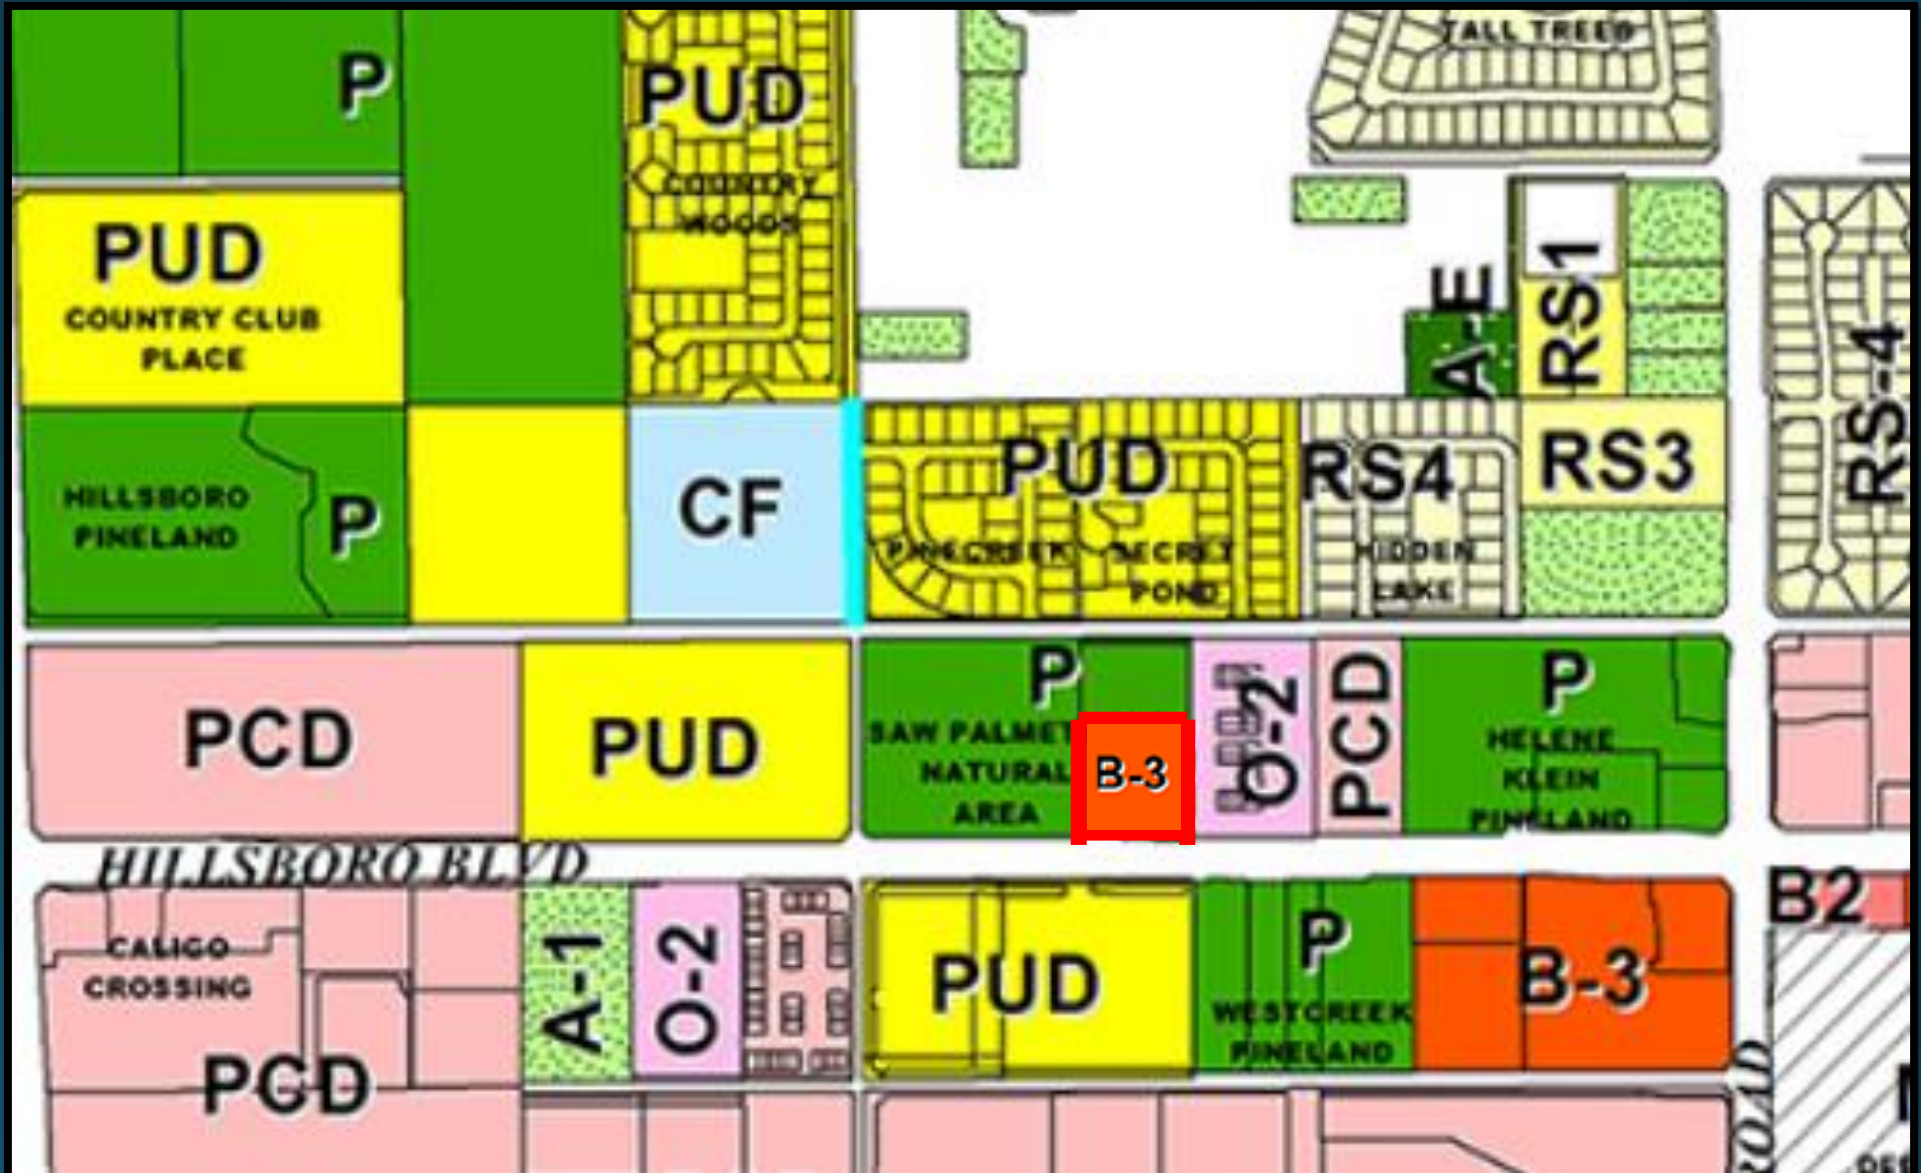 TALL TREES
P
PUD
COUNTRY
WOODS
PUD
COUNTRY CLUB
PLACE
A-E
RS1
RS-4
HILLSBORO
PINELAND
P
CF
PUD
PINECREEK
SECRET
POND
RS4
HIDDEN
LAKE
RS3
PCD
PUD
P
SAW PALMET
NATURAL
AREA
B-3
O-2
PCD
P
HELENE
KLEIN
PINELAND
HILLSBORO BLVD
CALIGO
CROSSING
PCD
A-1
O-2
PUD
P
WESTCREEK
PINELAND
B-3
B2
OAD